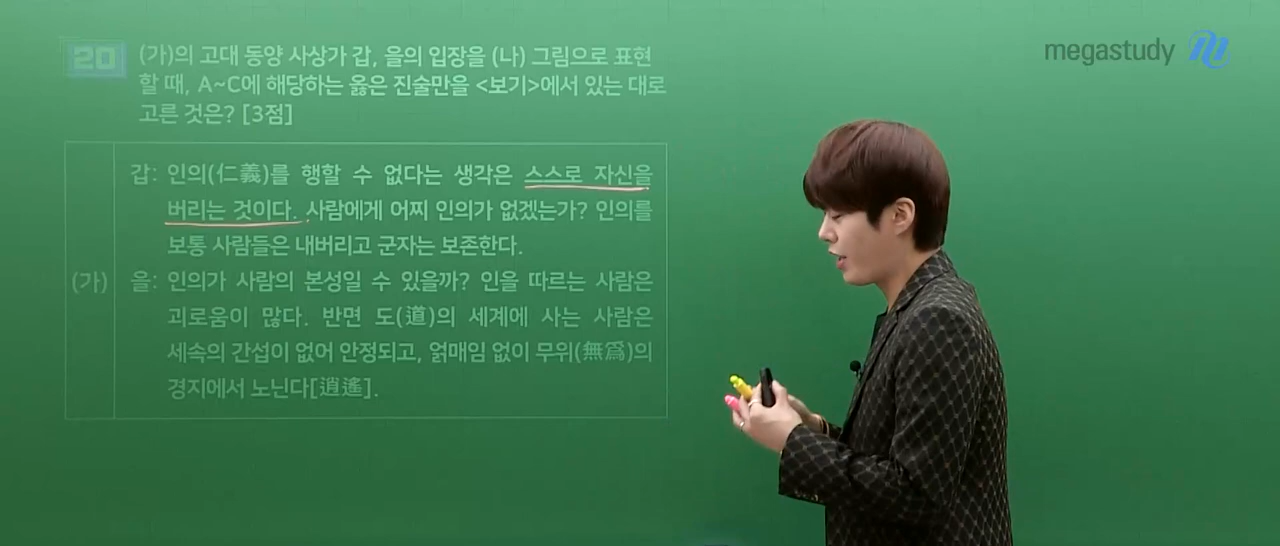 megastudy
20
(가)의 고대 동양 사상가 갑, 을의 입장을 (나) 그림으로 표현
할 때, A~C에 해당하는 옳은 진술만을 <보기>에서 있는 대로
고른 것은? [3점]
갑: 인의(仁義)를 행할 수 없다는 생각은 스스로 자신을
버리는 것이다. 사람에게 어찌 인의가 없겠는가? 인의를
보통 사람들은 내버리고 군자는 보존한다.
(가) 을: 인의가 사람의 본성일 수 있을까? 인을 따르는 사람은
괴로움이 많다. 반면 도(道)의 세계에 사는 사람은
세속의 간섭이 없어 안정되고, 얽매임 없이 무위(無爲)의
경지에서 노닌다[逍遙].